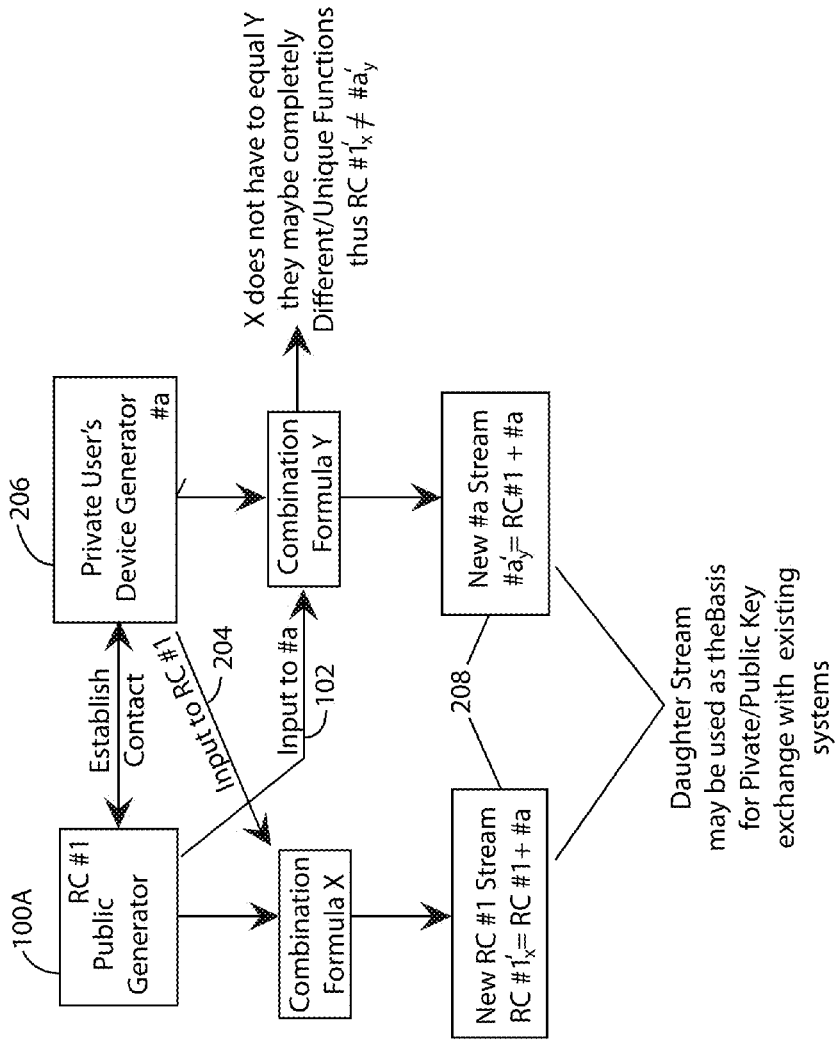 100A
RC #1
Public
Generator
Establish
Contact
206
Private User's
Device Generator
#a
Input to RC #1
204
Input to #a
102
Combination
Formula X
Combination
Formula Y
X does not have to equal Y
they maybe completely
Different/Unique Functions
thus RC #1'ₓ ≠ #a'ᵧ
New RC #1 Stream
RC #1'ₓ= RC #1+ #a
208
New #a Stream
#a'ᵧ= RC#1 + #a
Daughter Stream
may be used as theBasis
for Pivate/Public Key
exchange with existing
systems